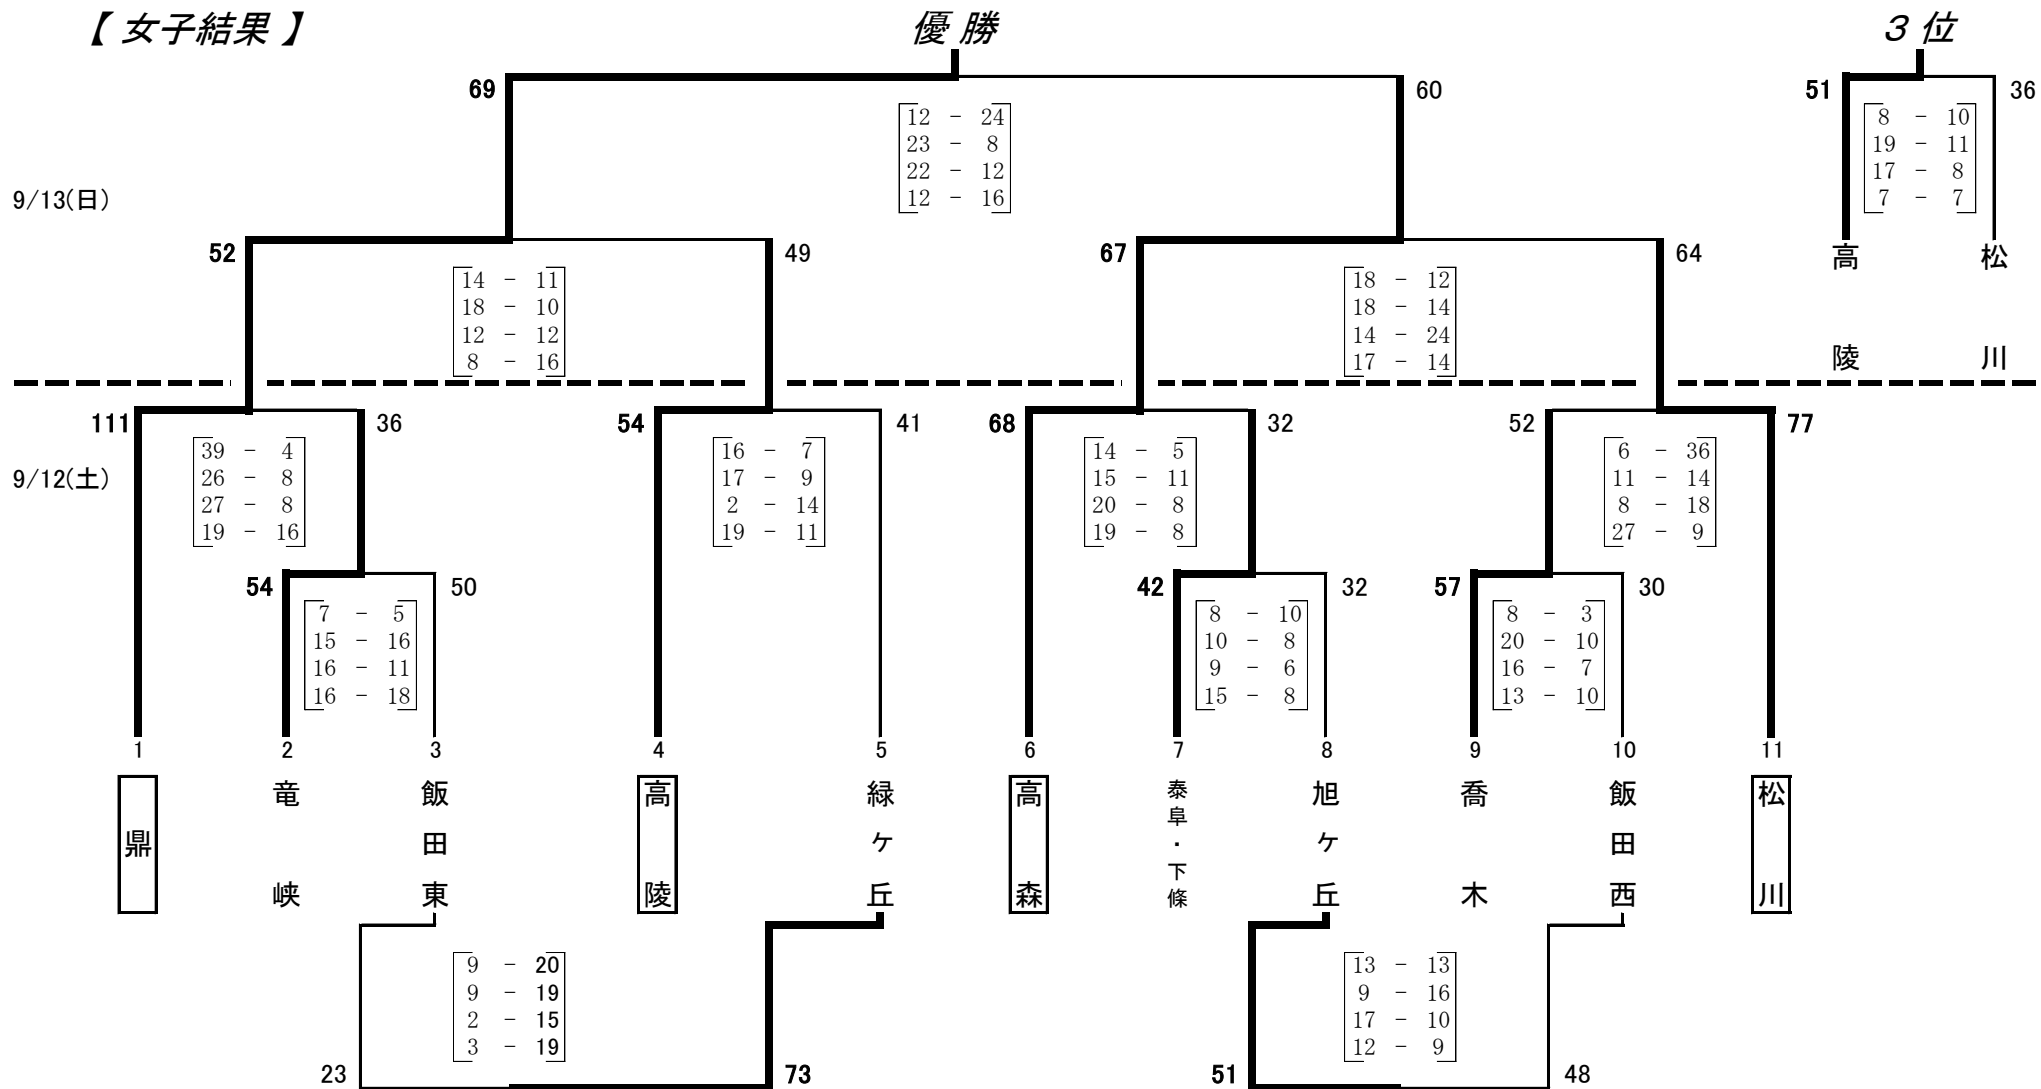 【 女子結果 】
優 勝
３ 位
69
60
51
36
12 - 24
23 - 8
22 - 12
12 - 16
8 - 10
19 - 11
17 - 8
7 - 7
9/13(日)
高陵
松川
52
49
67
64
14 - 11
18 - 10
12 - 12
8 - 16
18 - 12
18 - 14
14 - 24
17 - 14
111
36
54
41
68
32
52
77
9/12(土)
39 - 4
26 - 8
27 - 8
19 - 16
16 - 7
17 - 9
2 - 14
19 - 11
14 - 5
15 - 11
20 - 8
19 - 8
6 - 36
11 - 14
8 - 18
27 - 9
54
50
42
32
57
30
7 - 5
15 - 16
16 - 11
16 - 18
8 - 10
10 - 8
9 - 6
15 - 8
8 - 3
20 - 10
16 - 7
13 - 10
1
2
3
4
5
6
7
8
9
10
11
鼎
竜峡
飯田東
高陵
緑ケ丘
高森
泰阜・下條
旭ケ丘
喬木
飯田西
松川
9 - 20
9 - 19
2 - 15
3 - 19
13 - 13
9 - 16
17 - 10
12 - 9
23
73
51
48